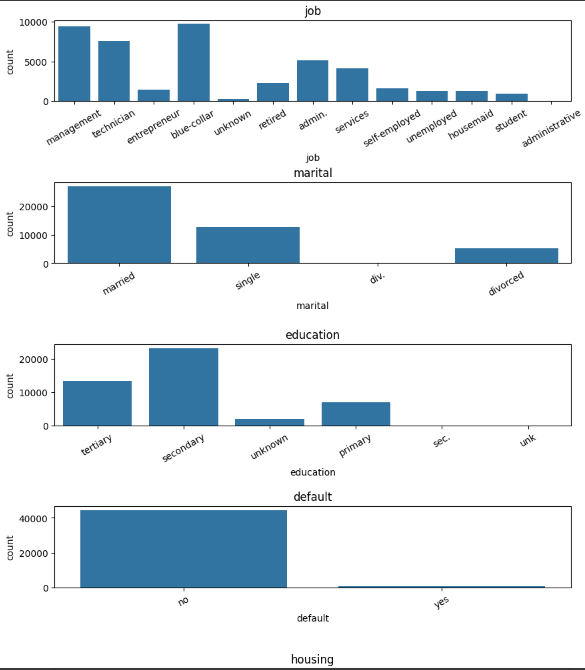 job
10000
5000
0
count
management technician entrepreneur blue-collar unknown retired admin. services self-employed unemployed housemaid student administrative
job
marital
20000
10000
0
count
married single div. divorced
marital
education
20000
10000
0
count
tertiary secondary unknown primary sec. unk
education
default
40000
20000
0
count
no yes
default
housing